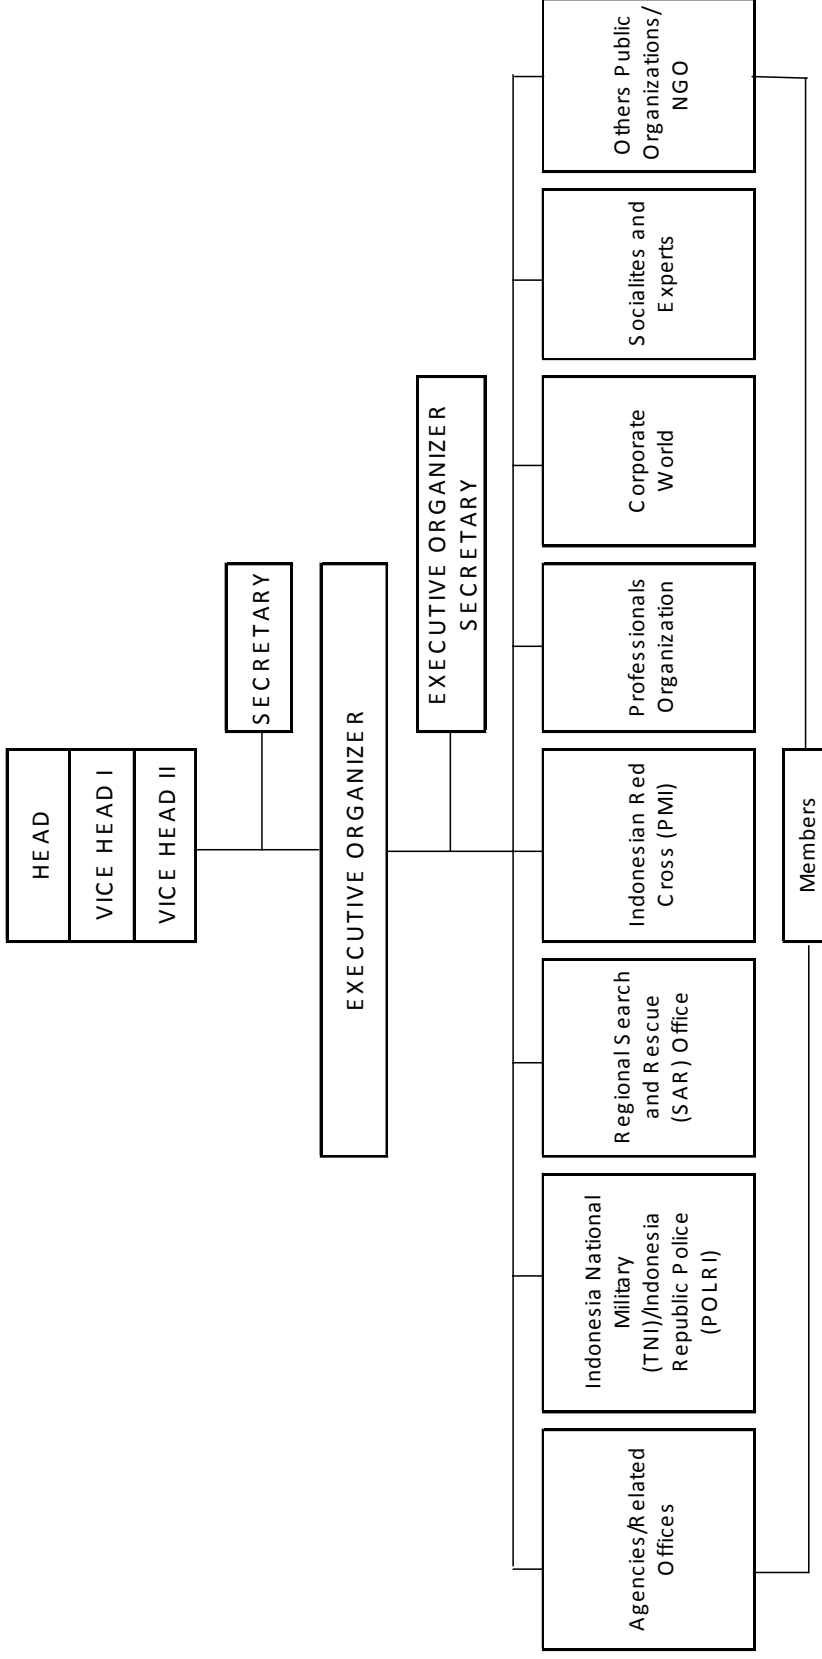 HEAD
VICE HEAD I
VICE HEAD II
SECRETARY
EXECUTIVE ORGANIZER
EXECUTIVE ORGANIZER
SECRETARY
Agencies/Related
Offices
Indonesia National
Military
(TNI)/Indonesia
Republic Police
(POLRI)
Regional Search
and Rescue
(SAR) Office
Indonesian Red
Cross (PMI)
Professionals
Organization
Corporate
World
Socialites and
Experts
Others Public
Organizations/
NGO
Members